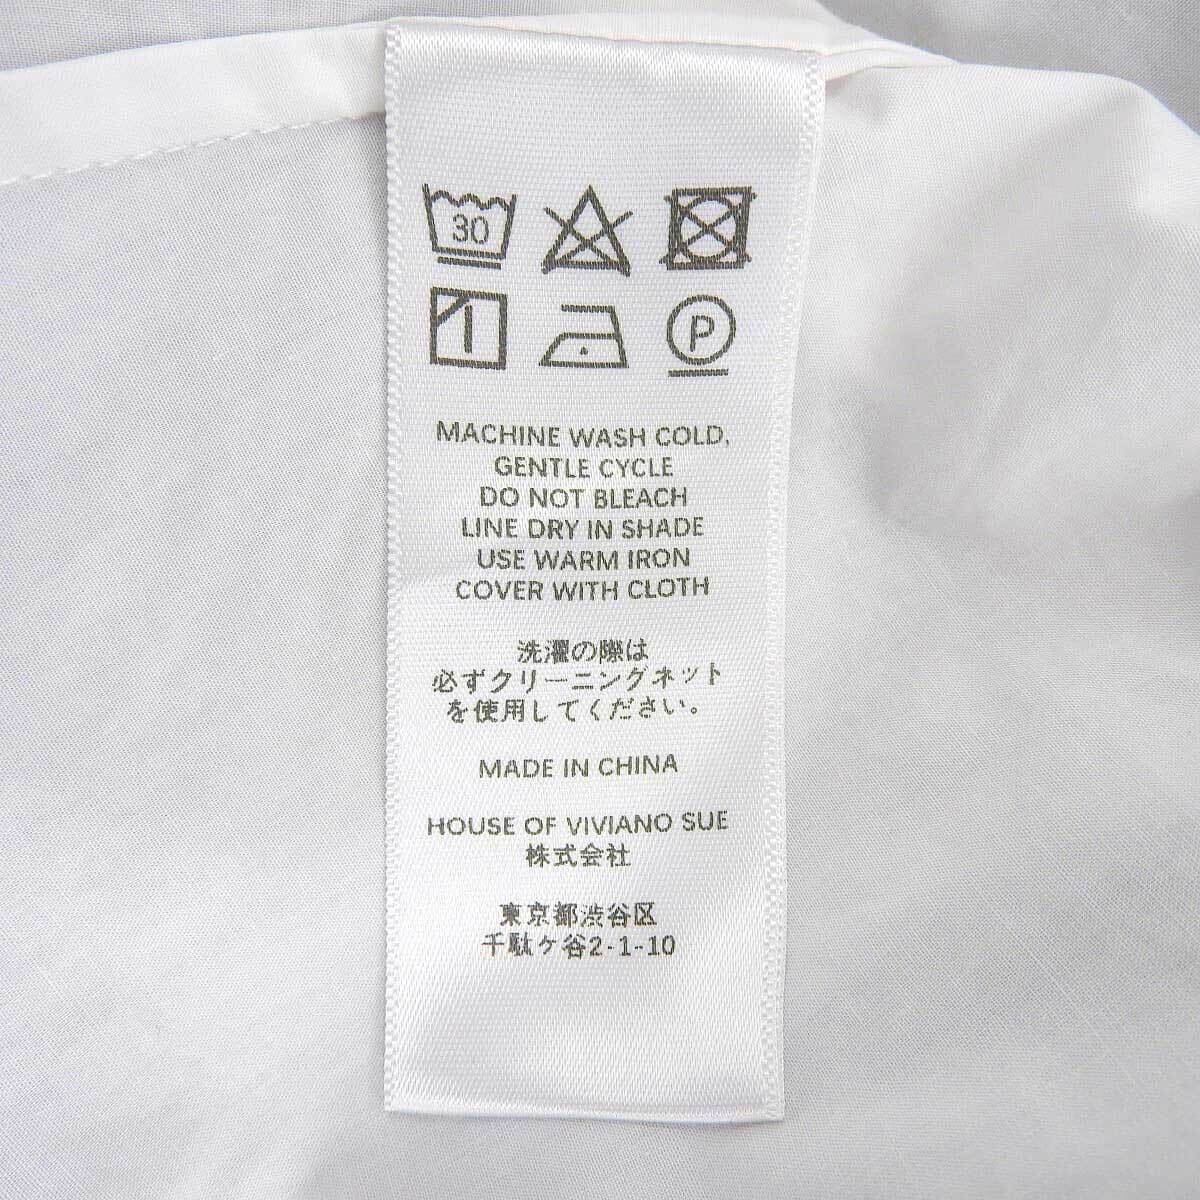 30
P
MACHINE WASH COLD,
GENTLE CYCLE
DO NOT BLEACH
LINE DRY IN SHADE
USE WARM IRON
COVER WITH CLOTH
洗濯の際は
必ずクリーニングネット
を使用してください。
MADE IN CHINA
HOUSE OF VIVIANO SUE
株式会社
東京都渋谷区
千駄ケ谷2-1-10